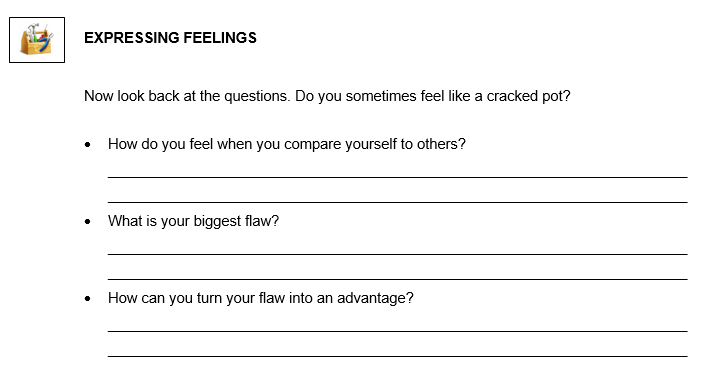 EXPRESSING FEELINGS
Now look back at the questions. Do you sometimes feel like a cracked pot?
• How do you feel when you compare yourself to others?
• What is your biggest flaw?
• How can you turn your flaw into an advantage?